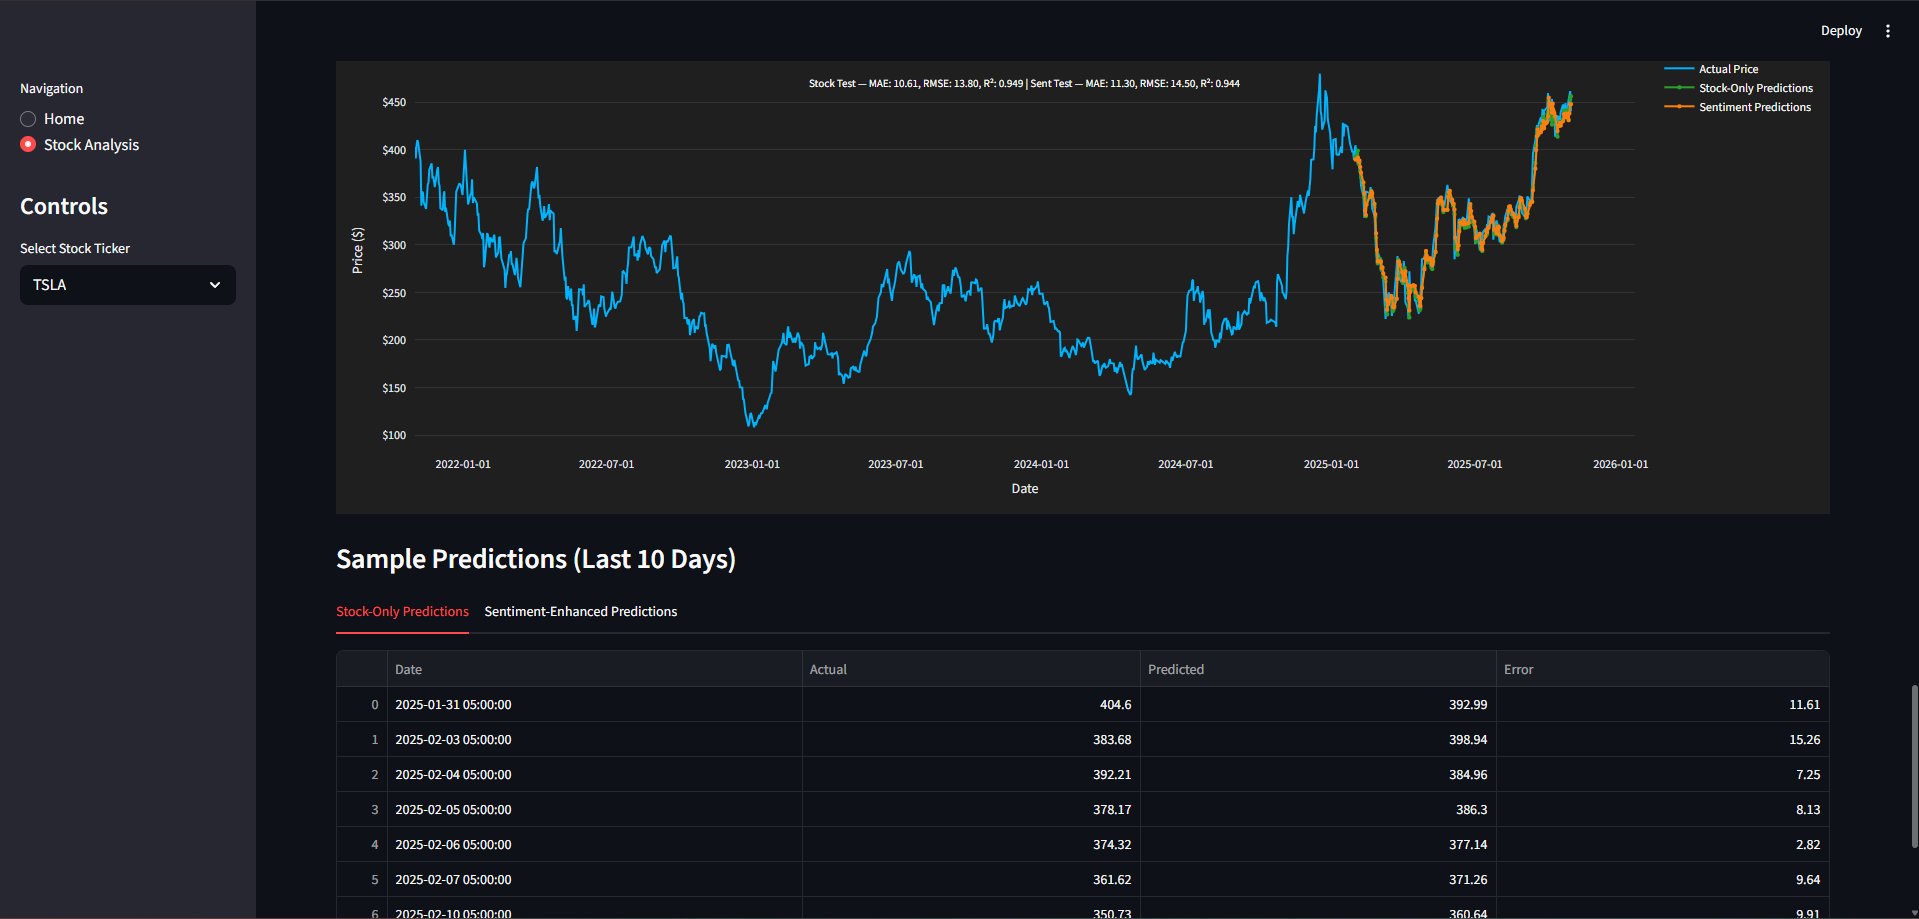 Deploy
Navigation
Home
Stock Analysis
Controls
Select Stock Ticker
TSLA
Stock Test — MAE: 10.61, RMSE: 13.80, R²: 0.949 | Sent Test — MAE: 11.30, RMSE: 14.50, R²: 0.944
Actual Price
Stock-Only Predictions
Sentiment Predictions
Price ($)
$450
$400
$350
$300
$250
$200
$150
$100
2022-01-01 2022-07-01 2023-01-01 2023-07-01 2024-01-01 2024-07-01 2025-01-01 2025-07-01 2026-01-01
Date
Sample Predictions (Last 10 Days)
Stock-Only Predictions Sentiment-Enhanced Predictions
Date Actual Predicted Error
0 2025-01-31 05:00:00 404.6 392.99 11.61
1 2025-02-03 05:00:00 383.68 398.94 15.26
2 2025-02-04 05:00:00 392.21 384.96 7.25
3 2025-02-05 05:00:00 378.17 386.3 8.13
4 2025-02-06 05:00:00 374.32 377.14 2.82
5 2025-02-07 05:00:00 361.62 371.26 9.64
6 2025-02-10 05:00:00 350.73 360.64 9.91